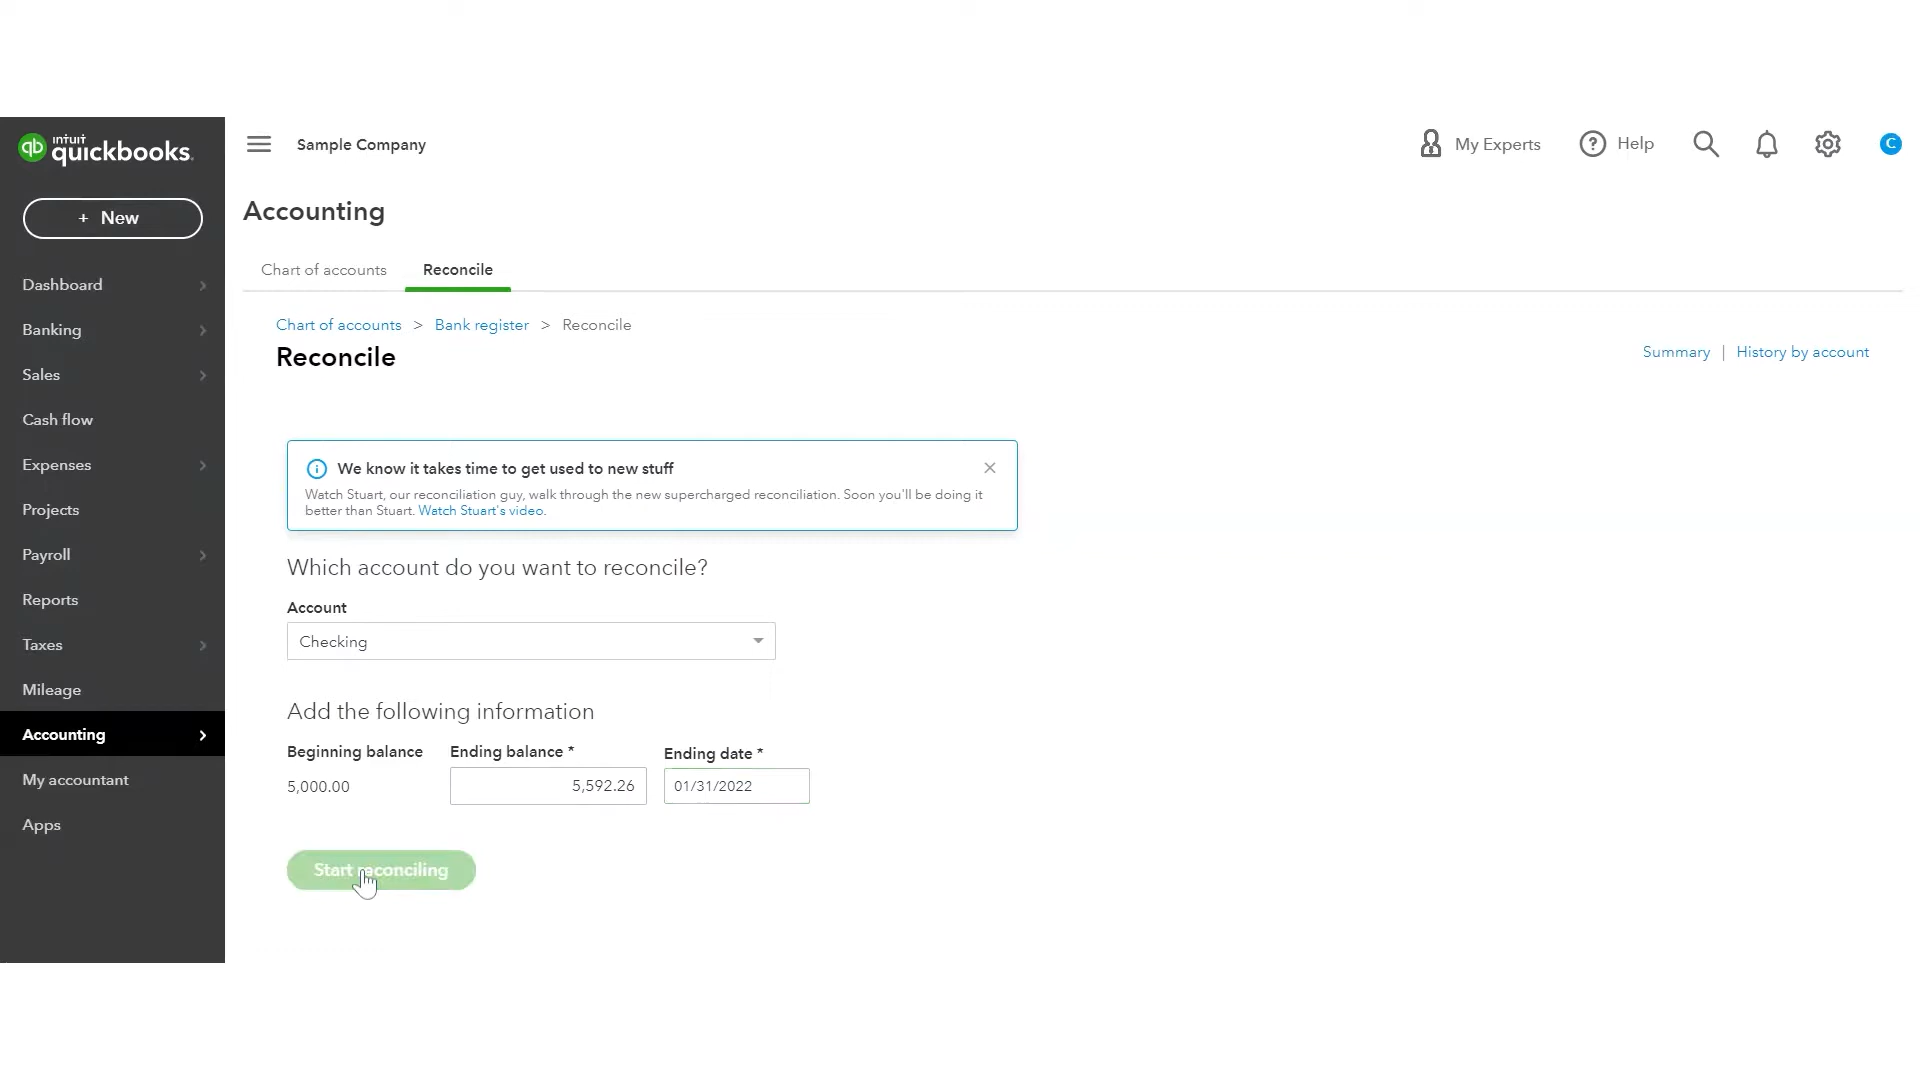 ıntuıt
quickbooks.
+ New
Dashboard
Banking
Sales
Cash flow
Expenses
Projects
Payroll
Reports
Taxes
Mileage
Accounting
My accountant
Apps
Sample Company
My Experts
Help
C
Accounting
Chart of accounts
Reconcile
Chart of accounts > Bank register > Reconcile
Reconcile
Summary | History by account
We know it takes time to get used to new stuff
Watch Stuart, our reconciliation guy, walk through the new supercharged reconciliation. Soon you'll be doing it
better than Stuart. Watch Stuart's video.
Which account do you want to reconcile?
Account
Checking
Add the following information
Beginning balance
5,000.00
Ending balance *
5,592.26
Ending date *
01/31/2022
Start reconciling